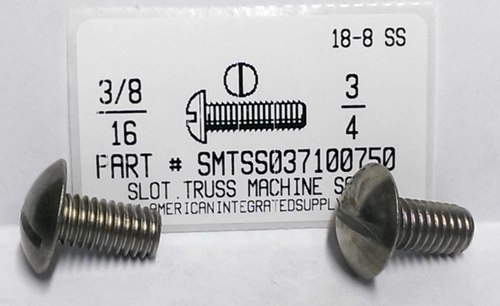 18-8 SS
3/8
16
3
4
PART # SMTSS037100750
SLOT.TRUSS MACHINE
AMERICANINTEGRATEDSUPPLY